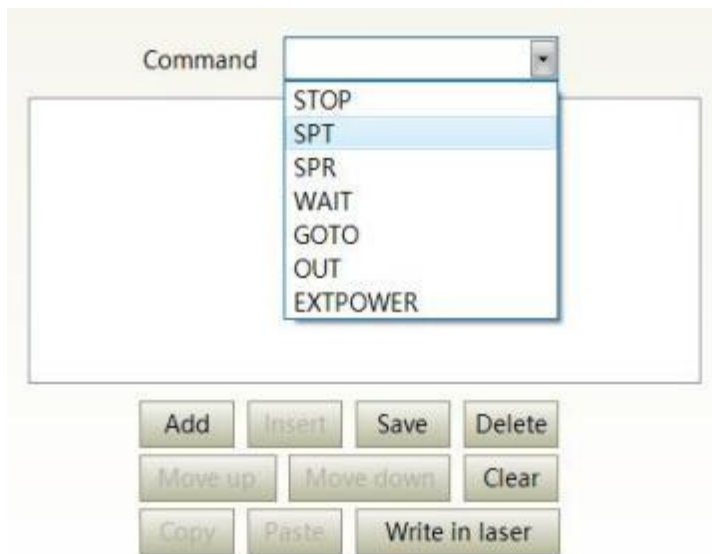 Command
STOP
SPT
SPR
WAIT
GOTO
OUT
EXTPOWER
Add Insert Save Delete
Move up Move down Clear
Copy Paste Write in laser